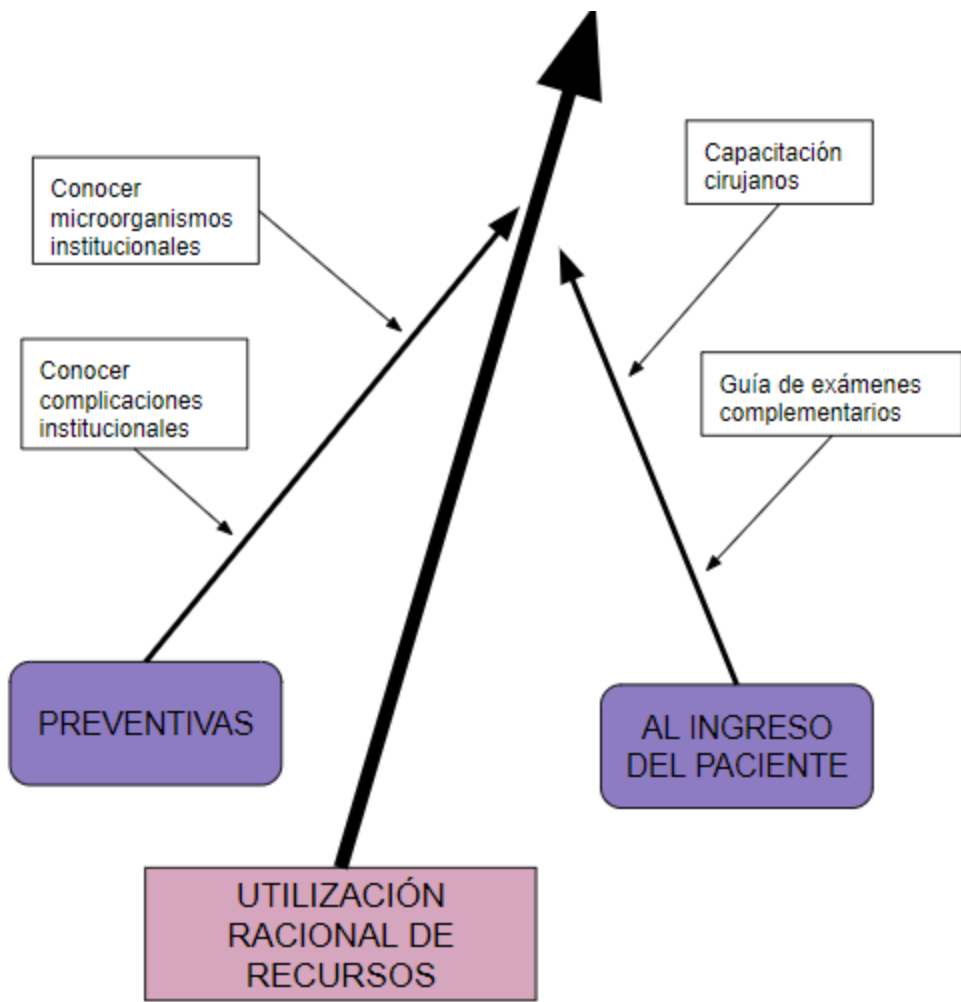 Conocer
microorganismos
institucionales
Capacitación
cirujanos
Conocer
complicaciones
institucionales
Guía de exámenes
complementarios
PREVENTIVAS
AL INGRESO
DEL PACIENTE
UTILIZACIÓN
RACIONAL DE
RECURSOS